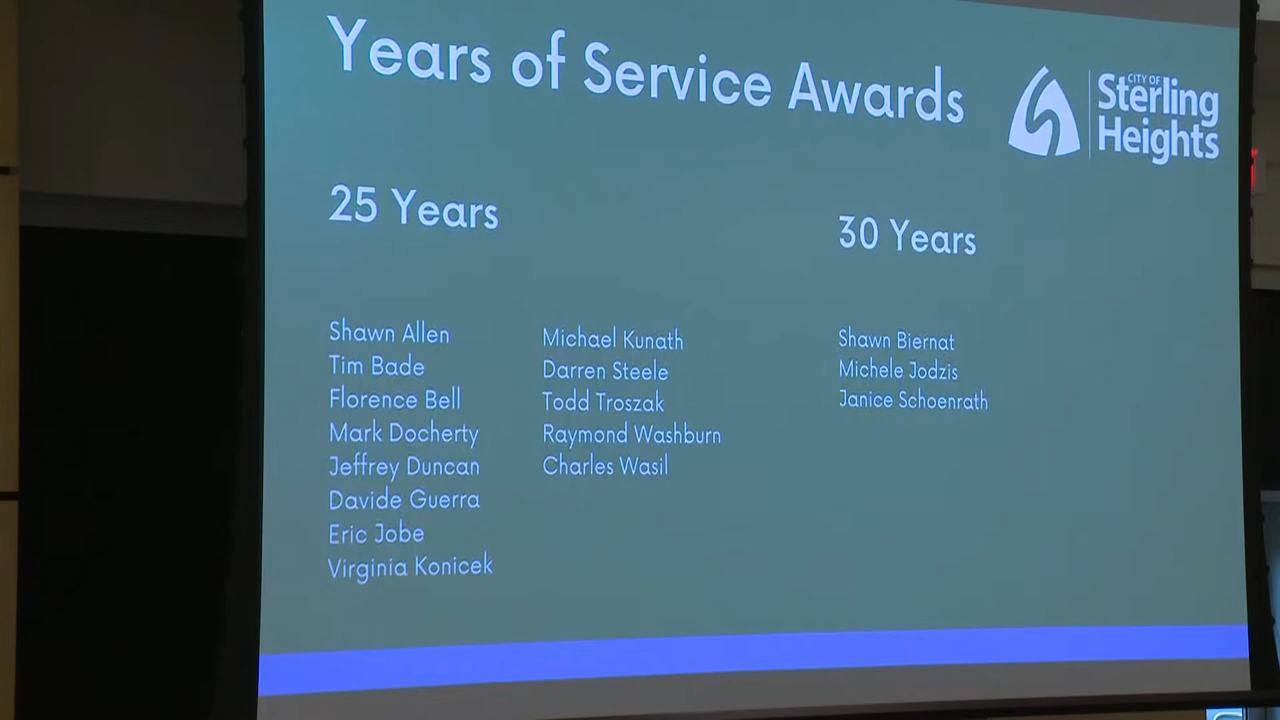 Years of Service Awards
CITY OF
Sterling
Heights
25 Years
Shawn Allen
Tim Bade
Florence Bell
Mark Docherty
Jeffrey Duncan
Davide Guerra
Eric Jobe
Virginia Konicek
Michael Kunath
Darren Steele
Todd Troszak
Raymond Washburn
Charles Wasil
30 Years
Shawn Biernat
Michele Jodzis
Janice Schoenrath